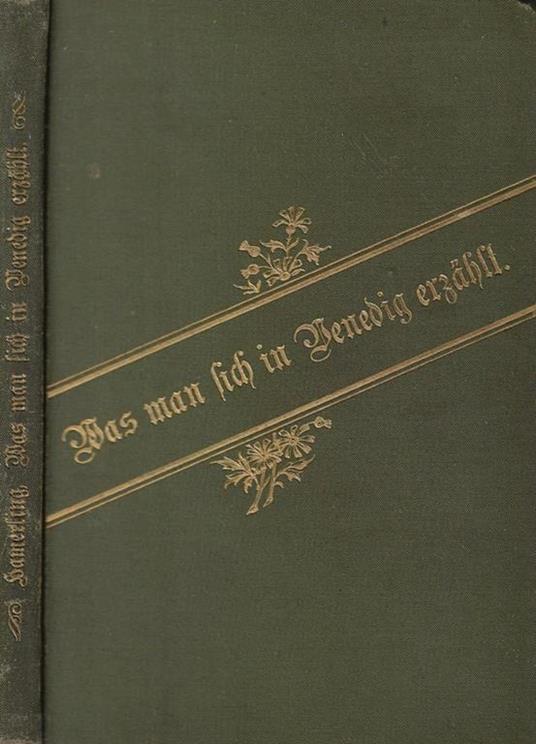 Hamerling, Was man ſich in Venedig erzählt.
Was man ſich in Venedig erzählt.